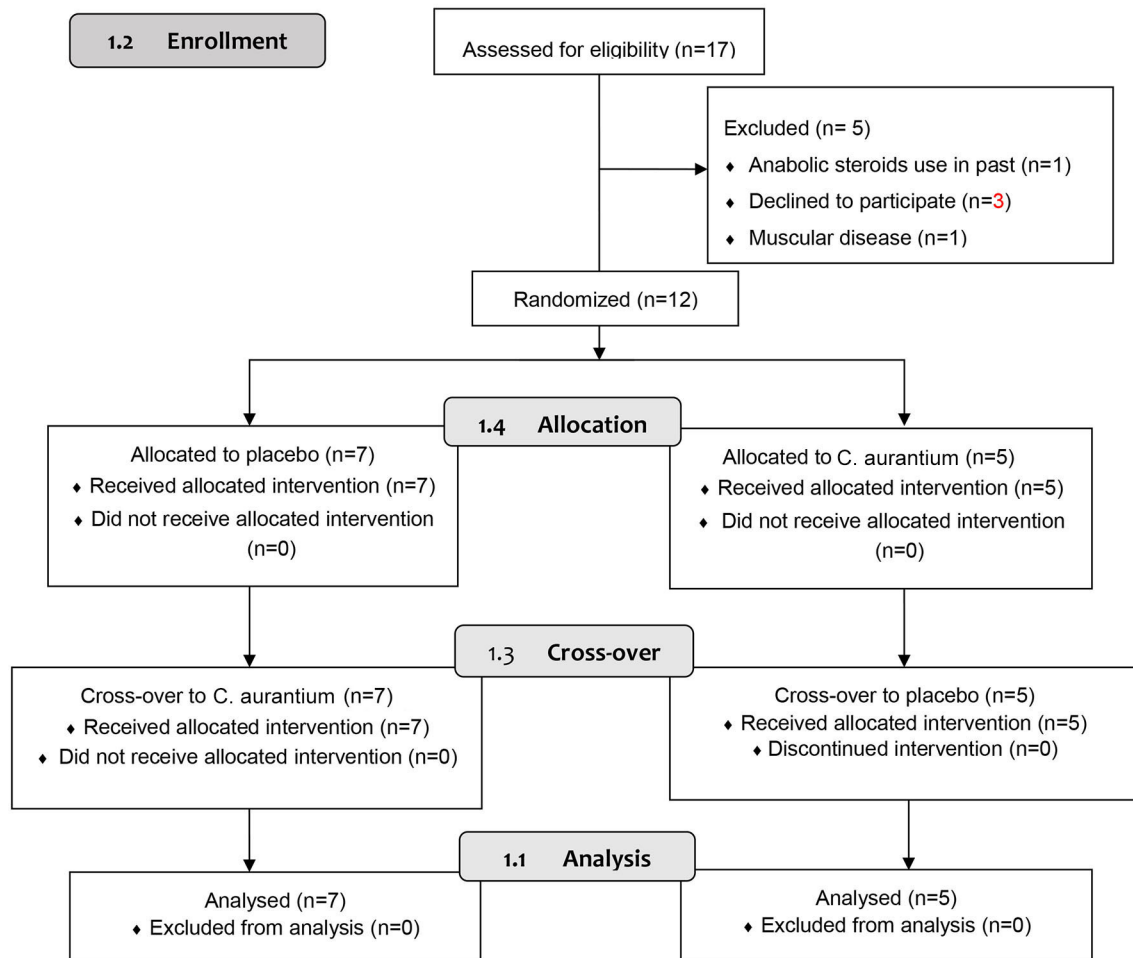 1.2 Enrollment
Assessed for eligibility (n=17)
Excluded (n= 5)
♦ Anabolic steroids use in past (n=1)
♦ Declined to participate (n=3)
♦ Muscular disease (n=1)
Randomized (n=12)
1.4 Allocation
Allocated to placebo (n=7)
♦ Received allocated intervention (n=7)
♦ Did not receive allocated intervention
(n=0)
Allocated to C. aurantium (n=5)
♦ Received allocated intervention (n=5)
♦ Did not receive allocated intervention
(n=0)
1.3 Cross-over
Cross-over to C. aurantium (n=7)
♦ Received allocated intervention (n=7)
♦ Did not receive allocated intervention (n=0)
Cross-over to placebo (n=5)
♦ Received allocated intervention (n=5)
♦ Discontinued intervention (n=0)
1.1 Analysis
Analysed (n=7)
♦ Excluded from analysis (n=0)
Analysed (n=5)
♦ Excluded from analysis (n=0)